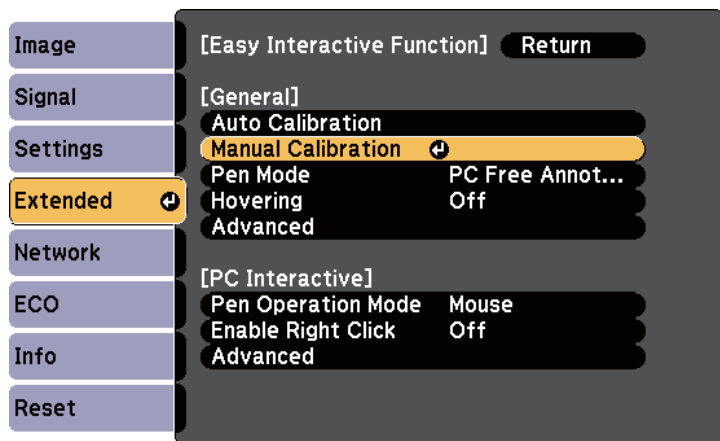 Image
Signal
Settings
Extended
Network
ECO
Info
Reset
[Easy Interactive Function] Return
[General]
Auto Calibration
Manual Calibration
Pen Mode PC Free Annot...
Hovering Off
Advanced
[PC Interactive]
Pen Operation Mode Mouse
Enable Right Click Off
Advanced